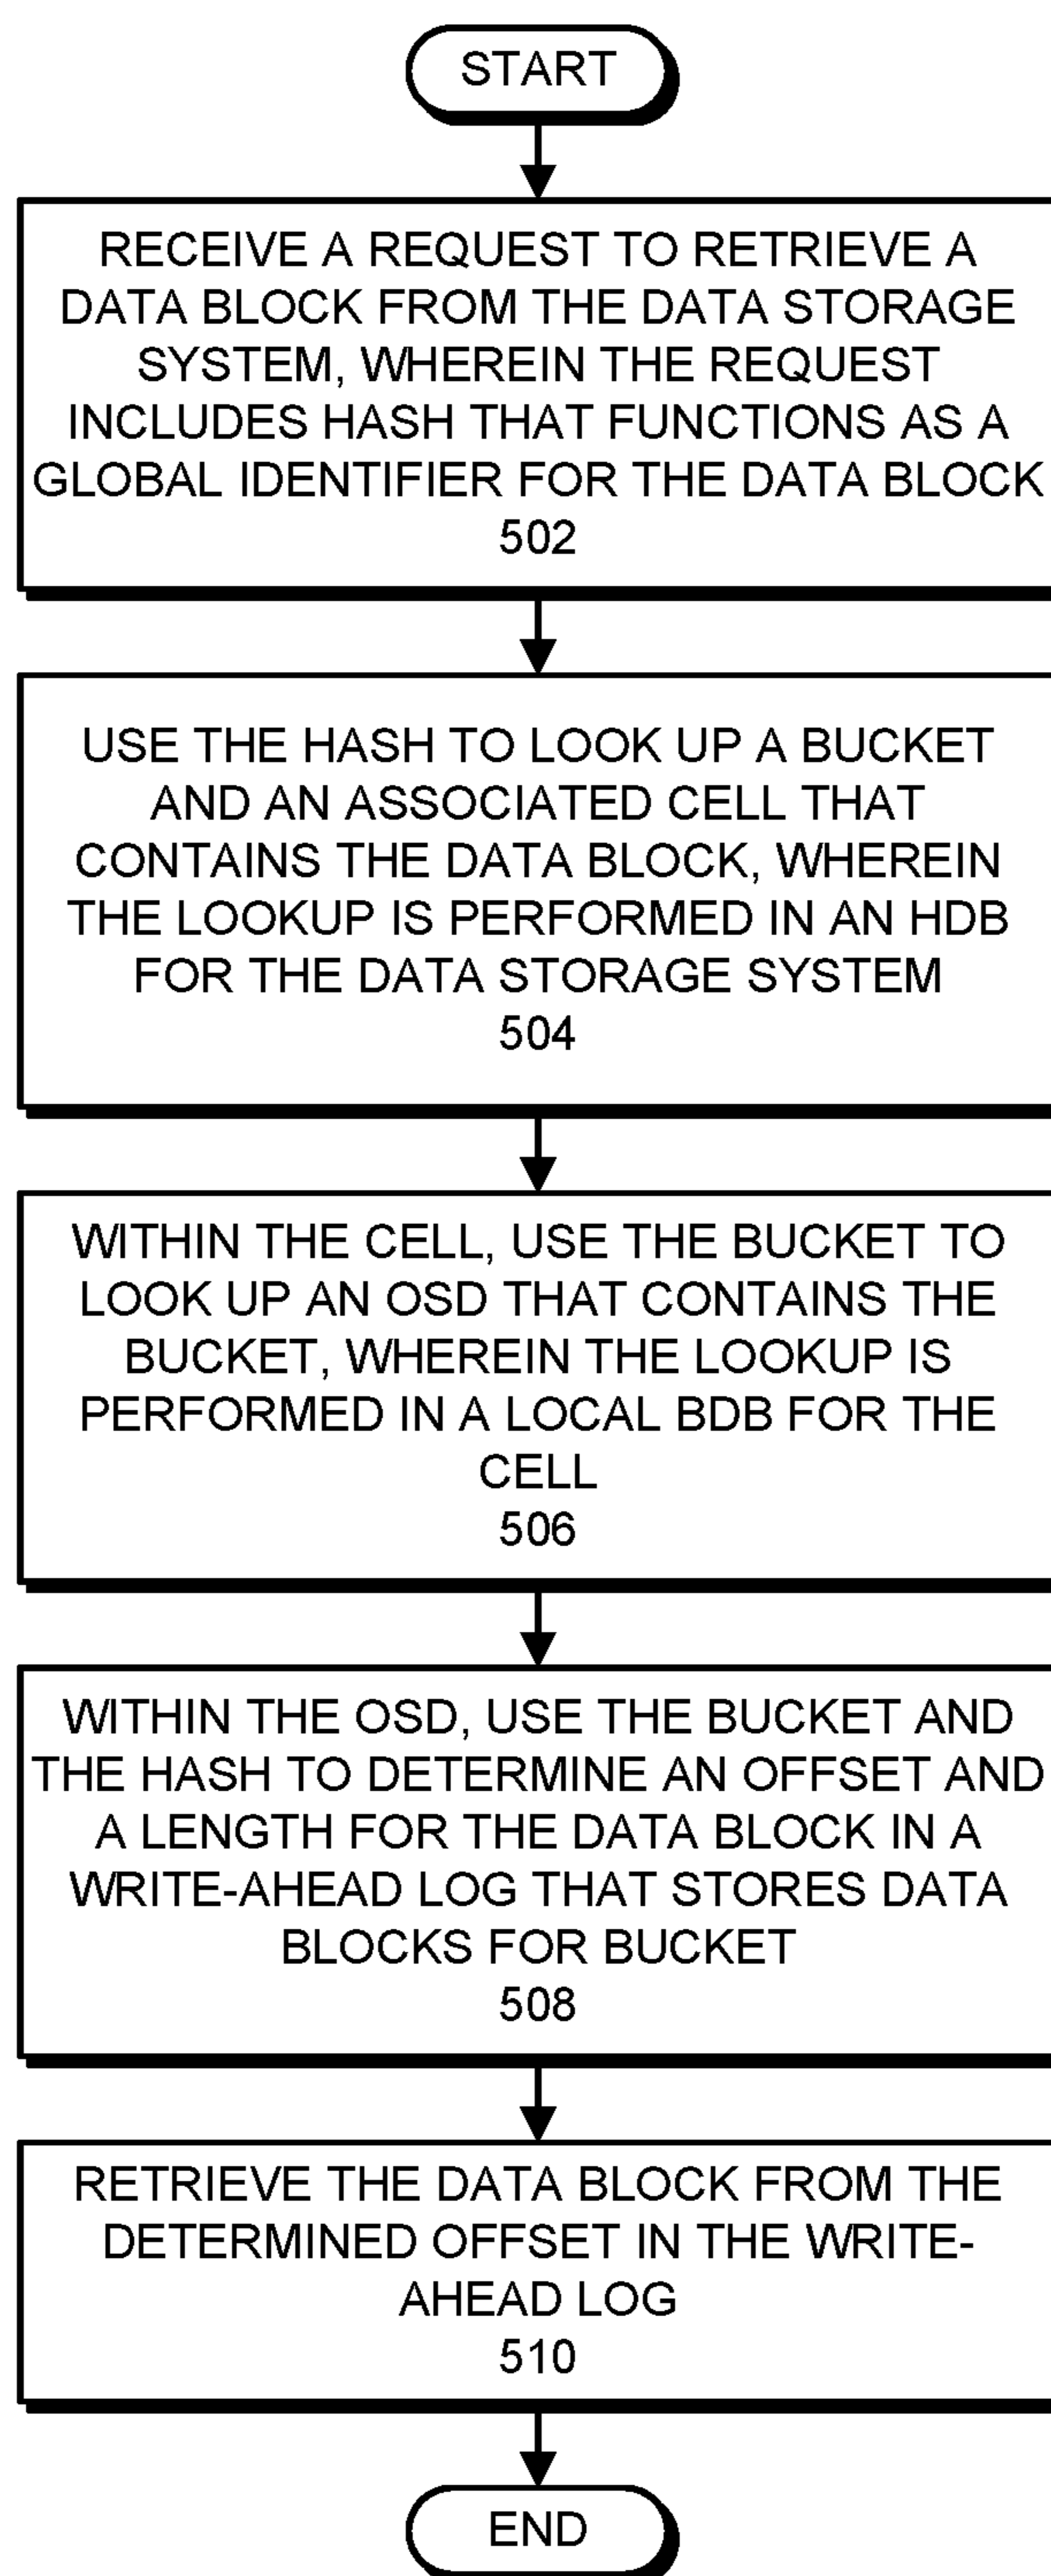 START
RECEIVE A REQUEST TO RETRIEVE A
DATA BLOCK FROM THE DATA STORAGE
SYSTEM, WHEREIN THE REQUEST
INCLUDES HASH THAT FUNCTIONS AS A
GLOBAL IDENTIFIER FOR THE DATA BLOCK
502
USE THE HASH TO LOOK UP A BUCKET
AND AN ASSOCIATED CELL THAT
CONTAINS THE DATA BLOCK, WHEREIN
THE LOOKUP IS PERFORMED IN AN HDB
FOR THE DATA STORAGE SYSTEM
504
WITHIN THE CELL, USE THE BUCKET TO
LOOK UP AN OSD THAT CONTAINS THE
BUCKET, WHEREIN THE LOOKUP IS
PERFORMED IN A LOCAL BDB FOR THE
CELL
506
WITHIN THE OSD, USE THE BUCKET AND
THE HASH TO DETERMINE AN OFFSET AND
A LENGTH FOR THE DATA BLOCK IN A
WRITE-AHEAD LOG THAT STORES DATA
BLOCKS FOR BUCKET
508
RETRIEVE THE DATA BLOCK FROM THE
DETERMINED OFFSET IN THE WRITE-
AHEAD LOG
510
END